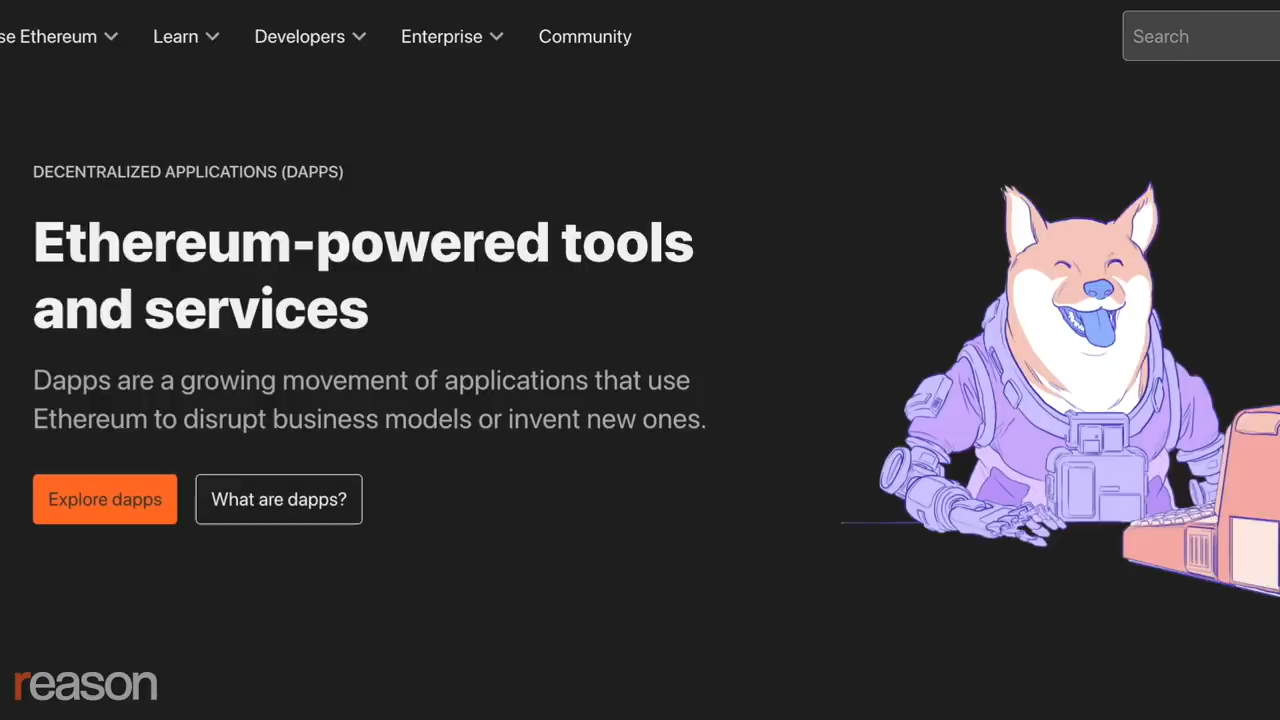 se Ethereum
Learn
Developers
Enterprise
Community
Search
DECENTRALIZED APPLICATIONS (DAPPS)
Ethereum-powered tools
and services
Dapps are a growing movement of applications that use
Ethereum to disrupt business models or invent new ones.
Explore dapps
What are dapps?
reason